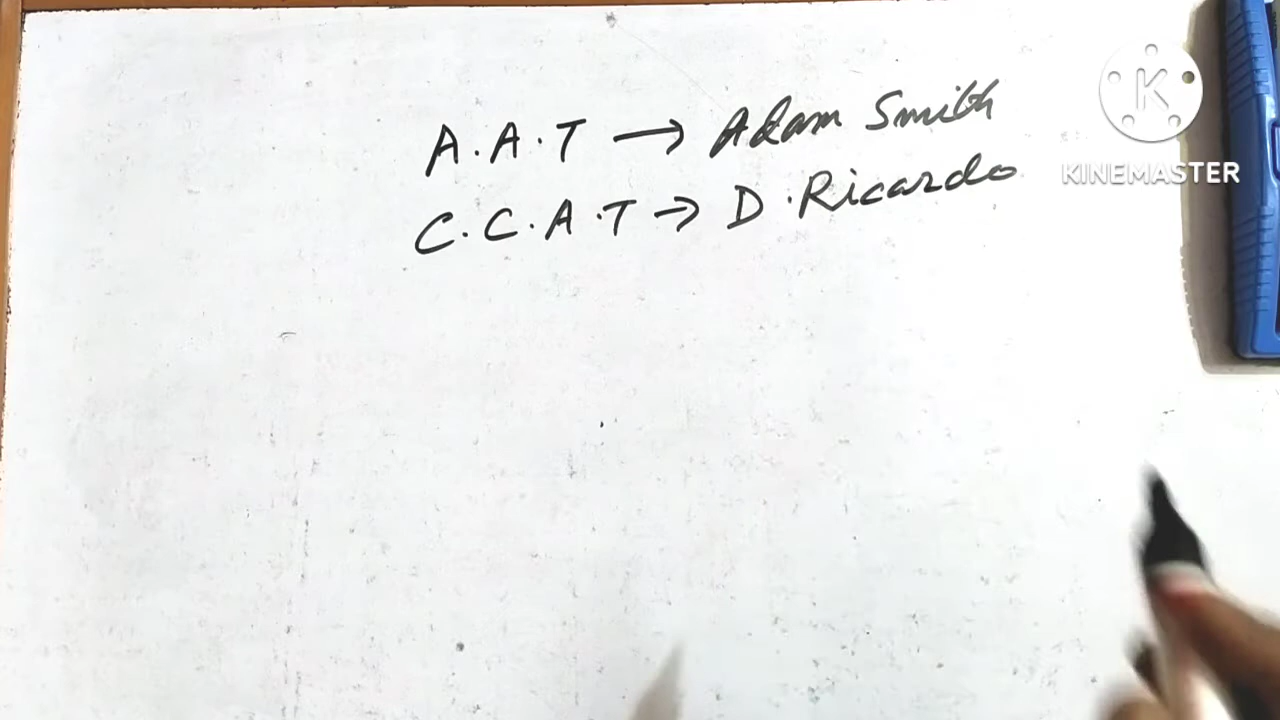 A.A.T → Adam Smith
C.C.A.T → D.Ricardo
K
KINEMASTER